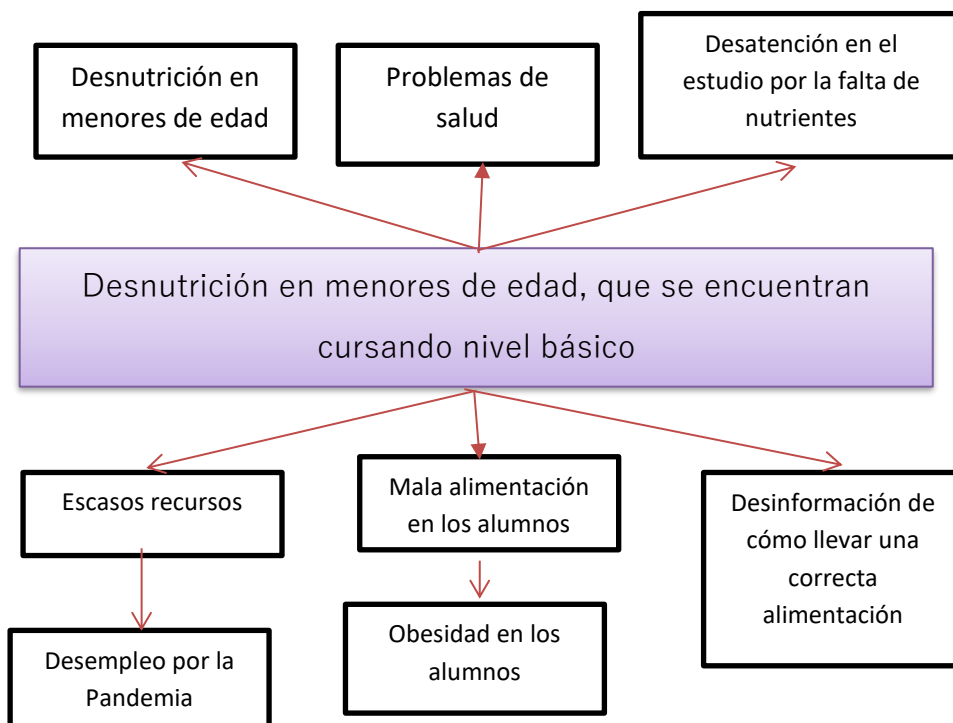 Desnutrición en
menores de edad
Problemas de
salud
Desatención en el
estudio por la falta de
nutrientes
Desnutrición en menores de edad, que se encuentran
cursando nivel básico
Escasos recursos
Mala alimentación
en los alumnos
Desinformación de
cómo llevar una
correcta
alimentación
Desempleo por la
Pandemia
Obesidad en los
alumnos